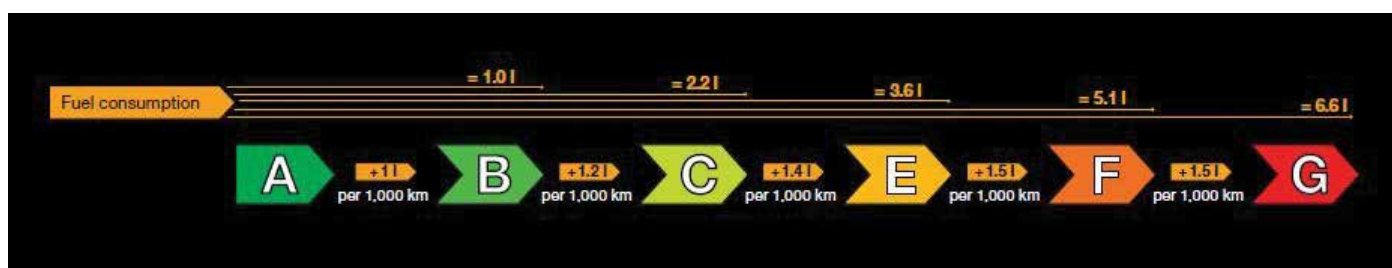 = 1.0 l
= 2.2 l
= 3.6 l
= 5.1 l
= 6.6 l
Fuel consumption
A
+1 l
per 1,000 km
B
+1.2 l
per 1,000 km
C
+1.4 l
per 1,000 km
E
+1.5 l
per 1,000 km
F
+1.5 l
per 1,000 km
G